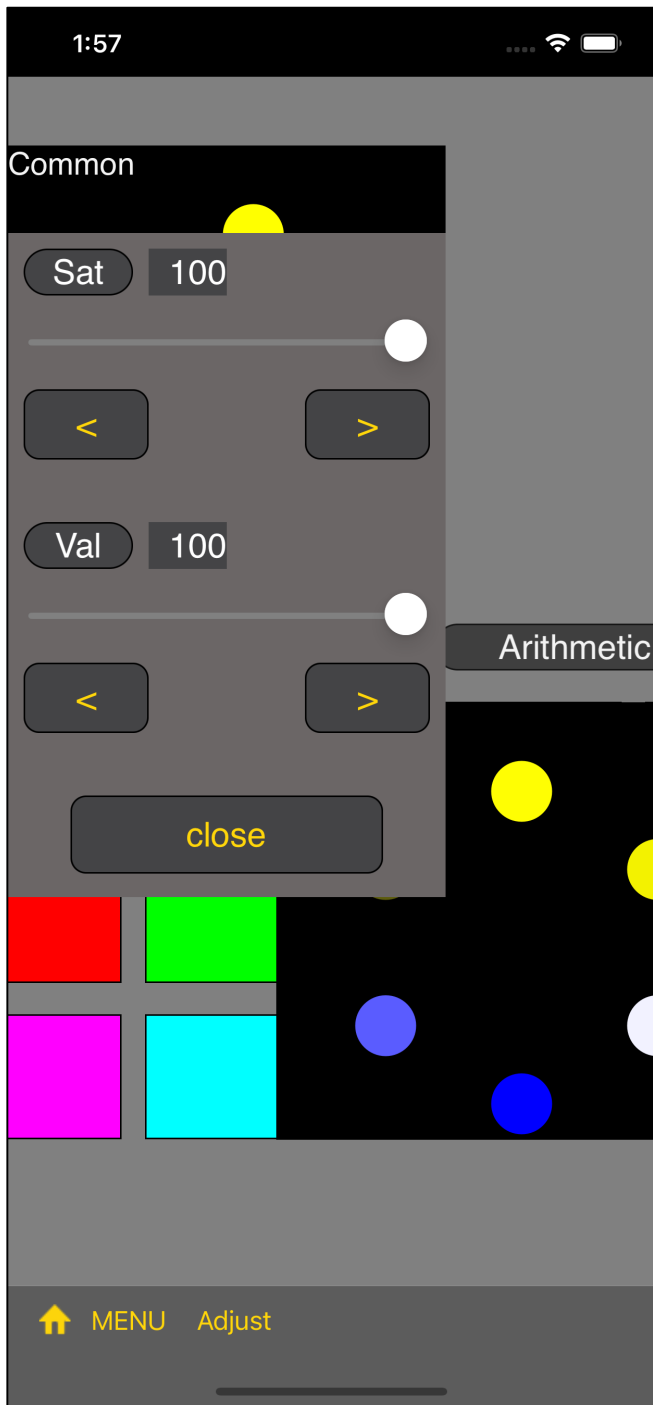 1:57
Common
Sat 100
< >
Val 100
Arithmetic
< >
close
MENU Adjust